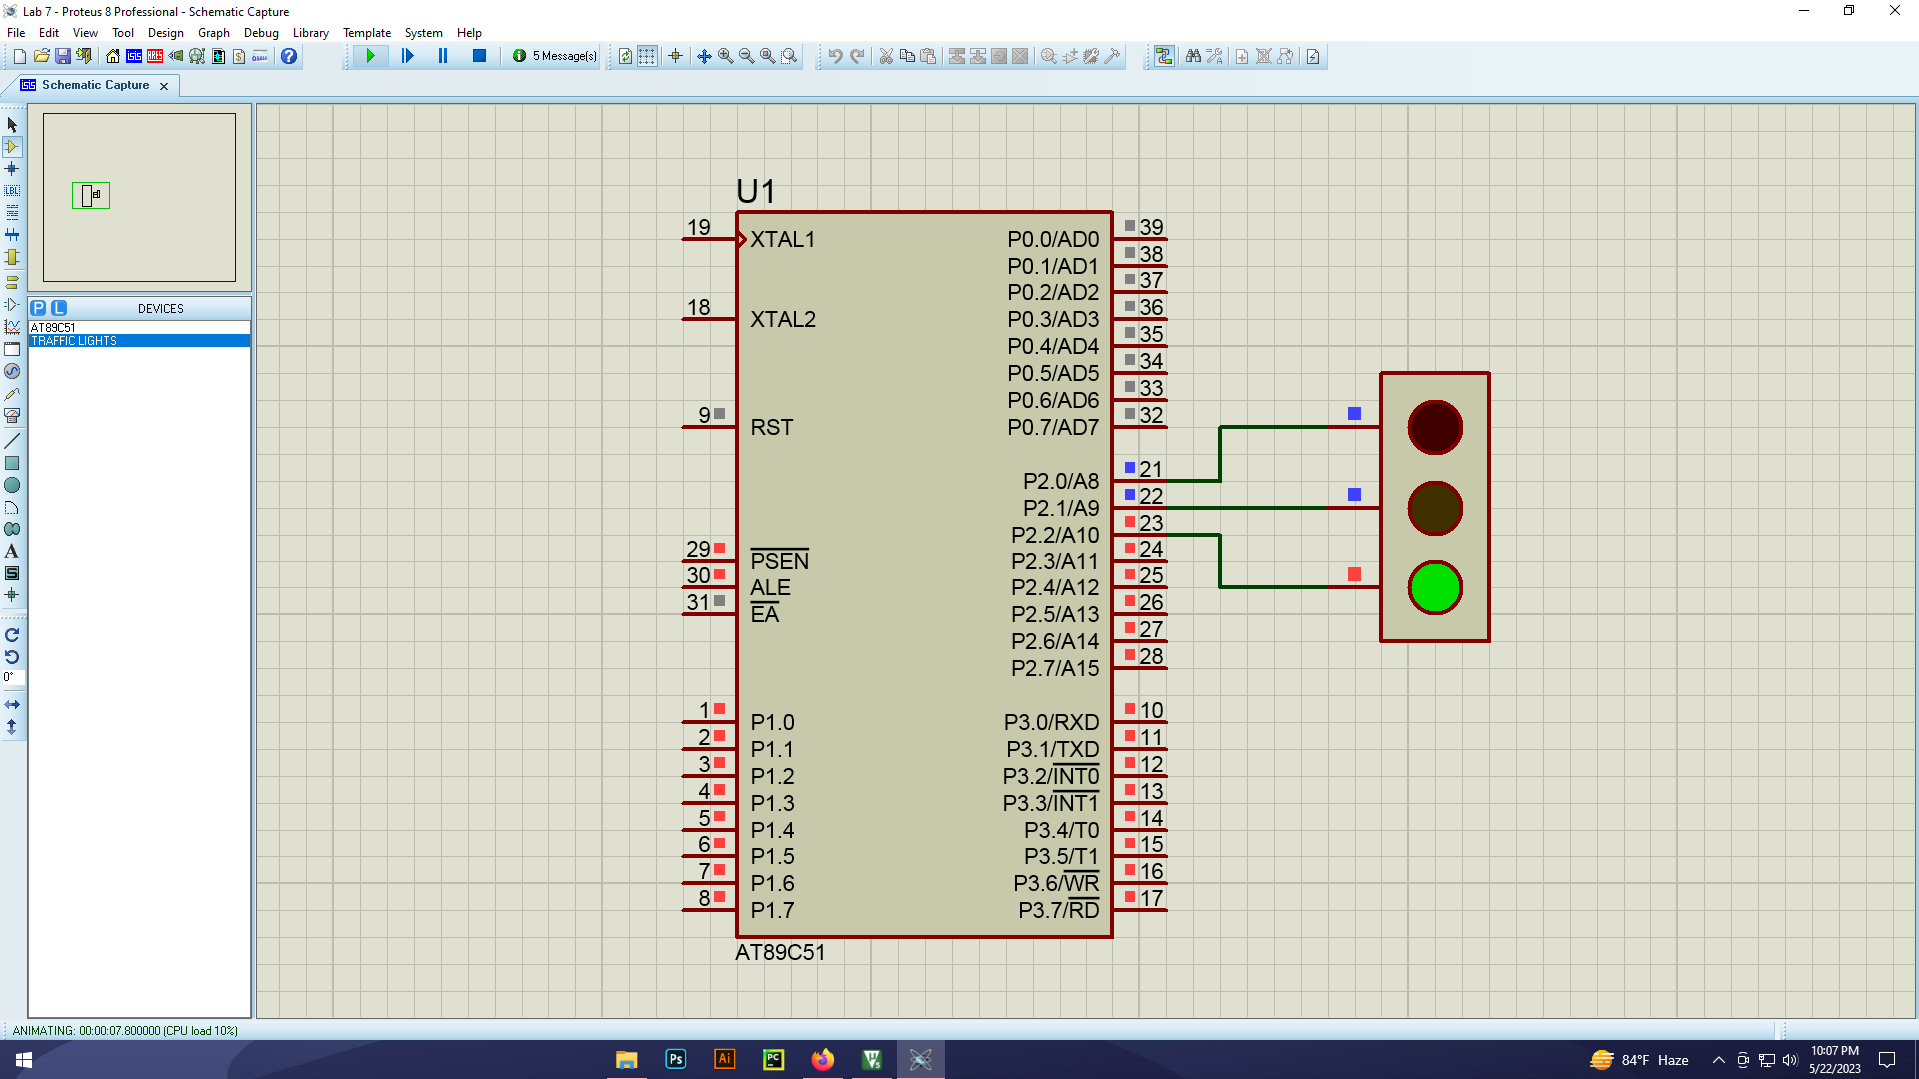 Lab 7 - Proteus 8 Professional - Schematic Capture
File Edit View Tool Design Graph Debug Library Template System Help
5 Message(s)
Schematic Capture
P L DEVICES
AT89C51
TRAFFIC LIGHTS
LBL
A
S
0°
U1
19 XTAL1
18 XTAL2
9 RST
29 PSEN
30 ALE
31 EA
1 P1.0
2 P1.1
3 P1.2
4 P1.3
5 P1.4
6 P1.5
7 P1.6
8 P1.7
P0.0/AD0 39
P0.1/AD1 38
P0.2/AD2 37
P0.3/AD3 36
P0.4/AD4 35
P0.5/AD5 34
P0.6/AD6 33
P0.7/AD7 32
P2.0/A8 21
P2.1/A9 22
P2.2/A10 23
P2.3/A11 24
P2.4/A12 25
P2.5/A13 26
P2.6/A14 27
P2.7/A15 28
P3.0/RXD 10
P3.1/TXD 11
P3.2/INT0 12
P3.3/INT1 13
P3.4/T0 14
P3.5/T1 15
P3.6/WR 16
P3.7/RD 17
AT89C51
ANIMATING: 00:00:07.800000 (CPU load 10%)
Ps Ai PC
84°F Haze
10:07 PM
5/22/2023